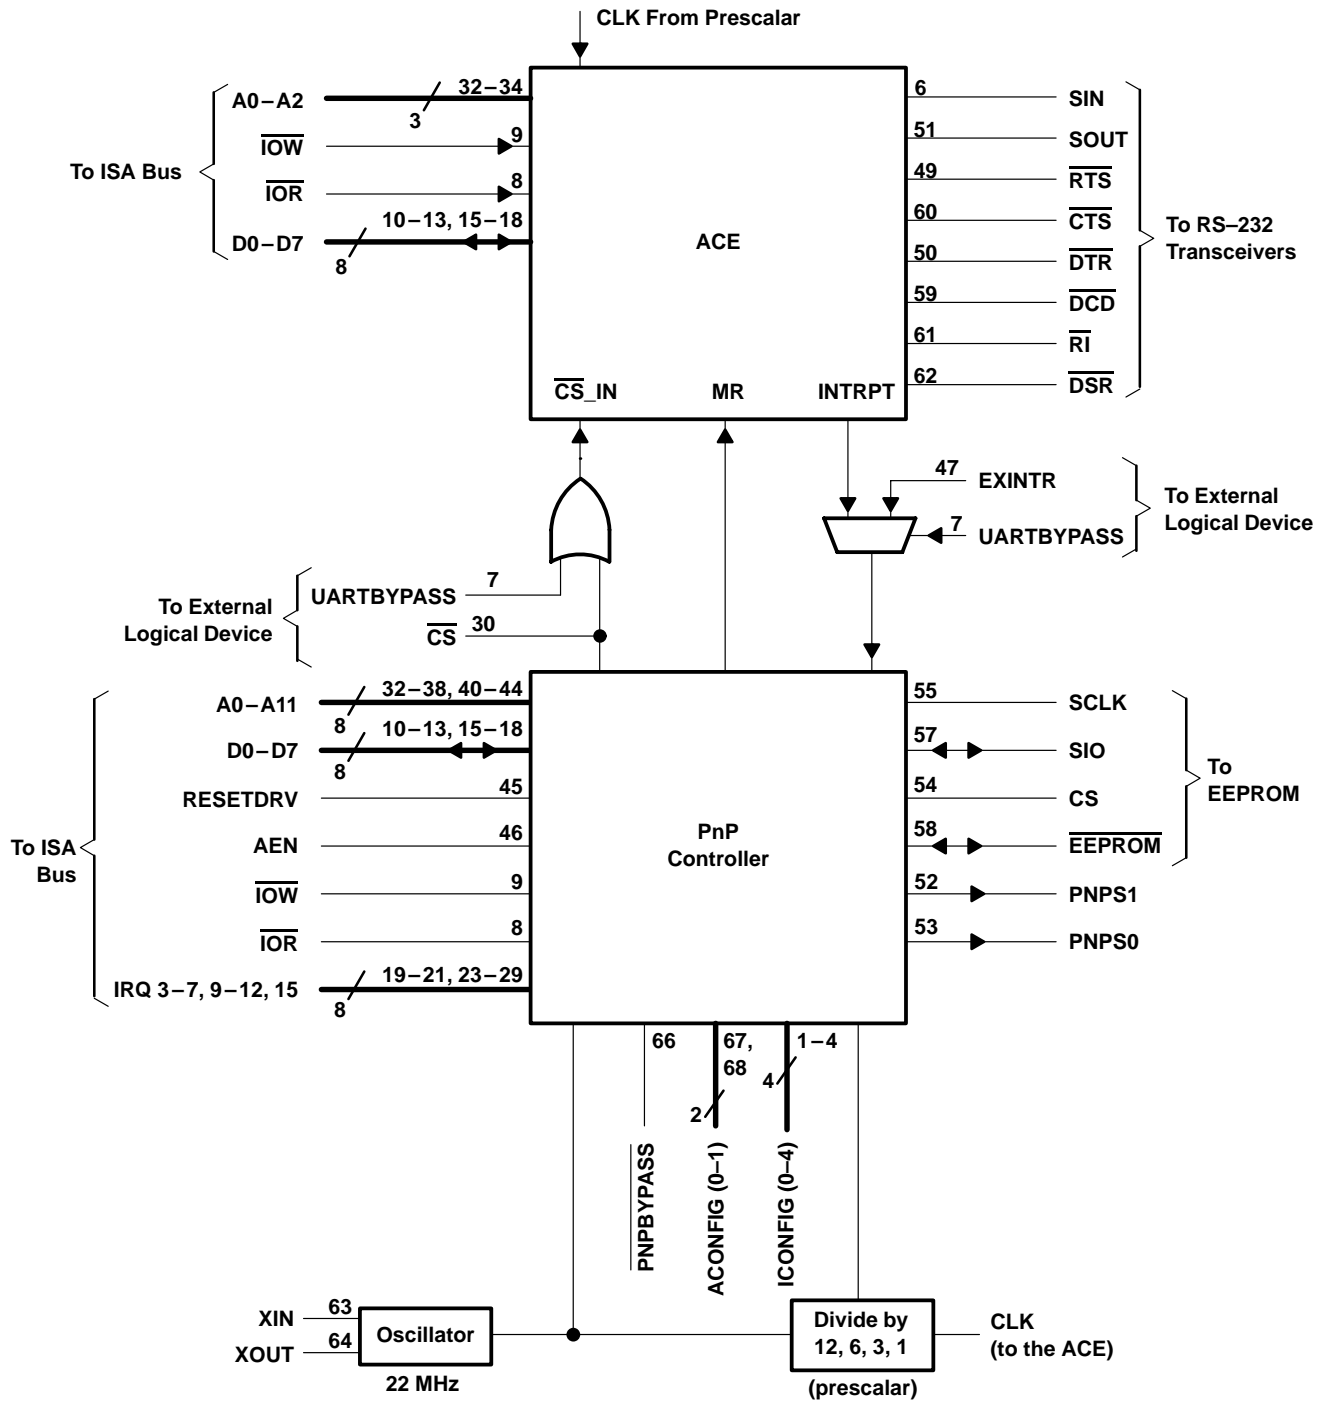 CLK From Prescalar
To ISA Bus
A0–A2
3
32–34
IOW
9
IOR
8
D0–D7
8
10–13, 15–18
ACE
CS_IN
MR
INTRPT
6
SIN
51
SOUT
49
RTS
60
CTS
50
DTR
59
DCD
61
RI
62
DSR
To RS–232
Transceivers
47
EXINTR
7
UARTBYPASS
To External
Logical Device
To External
Logical Device
UARTBYPASS
7
CS
30
To ISA
Bus
A0–A11
8
32–38, 40–44
D0–D7
8
10–13, 15–18
RESETDRV
45
AEN
46
IOW
9
IOR
8
IRQ 3–7, 9–12, 15
8
19–21, 23–29
PnP
Controller
55
SCLK
57
SIO
54
CS
58
EEPROM
52
PNPS1
53
PNPS0
To
EEPROM
66
PNPBYPASS
67,
68
2
ACONFIG (0–1)
1–4
4
ICONFIG (0–4)
XIN
63
XOUT
64
Oscillator
22 MHz
Divide by
12, 6, 3, 1
(prescalar)
CLK
(to the ACE)